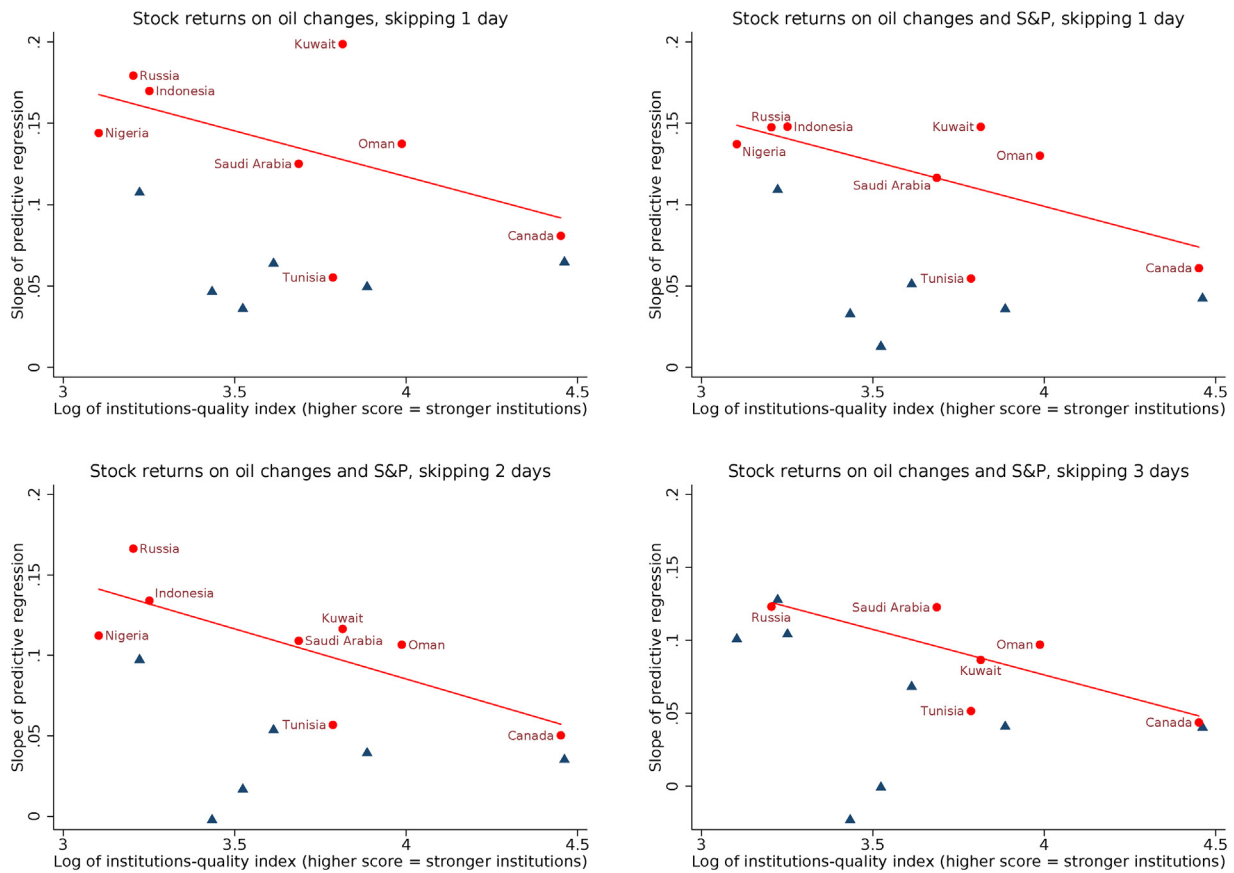 Stock returns on oil changes, skipping 1 day
Slope of predictive regression
.2
.15
.1
.05
0
Kuwait
Russia
Indonesia
Nigeria
Oman
Saudi Arabia
Canada
Tunisia
3 3.5 4 4.5
Log of institutions-quality index (higher score = stronger institutions)
Stock returns on oil changes and S&P, skipping 1 day
Slope of predictive regression
.2
.15
.1
.05
0
Russia
Indonesia
Kuwait
Nigeria
Oman
Saudi Arabia
Canada
Tunisia
3 3.5 4 4.5
Log of institutions-quality index (higher score = stronger institutions)
Stock returns on oil changes and S&P, skipping 2 days
Slope of predictive regression
.2
.15
.1
.05
0
Russia
Indonesia
Kuwait
Nigeria
Saudi Arabia
Oman
Tunisia
Canada
3 3.5 4 4.5
Log of institutions-quality index (higher score = stronger institutions)
Stock returns on oil changes and S&P, skipping 3 days
Slope of predictive regression
.2
.15
.1
.05
0
Saudi Arabia
Russia
Oman
Kuwait
Tunisia
Canada
3 3.5 4 4.5
Log of institutions-quality index (higher score = stronger institutions)